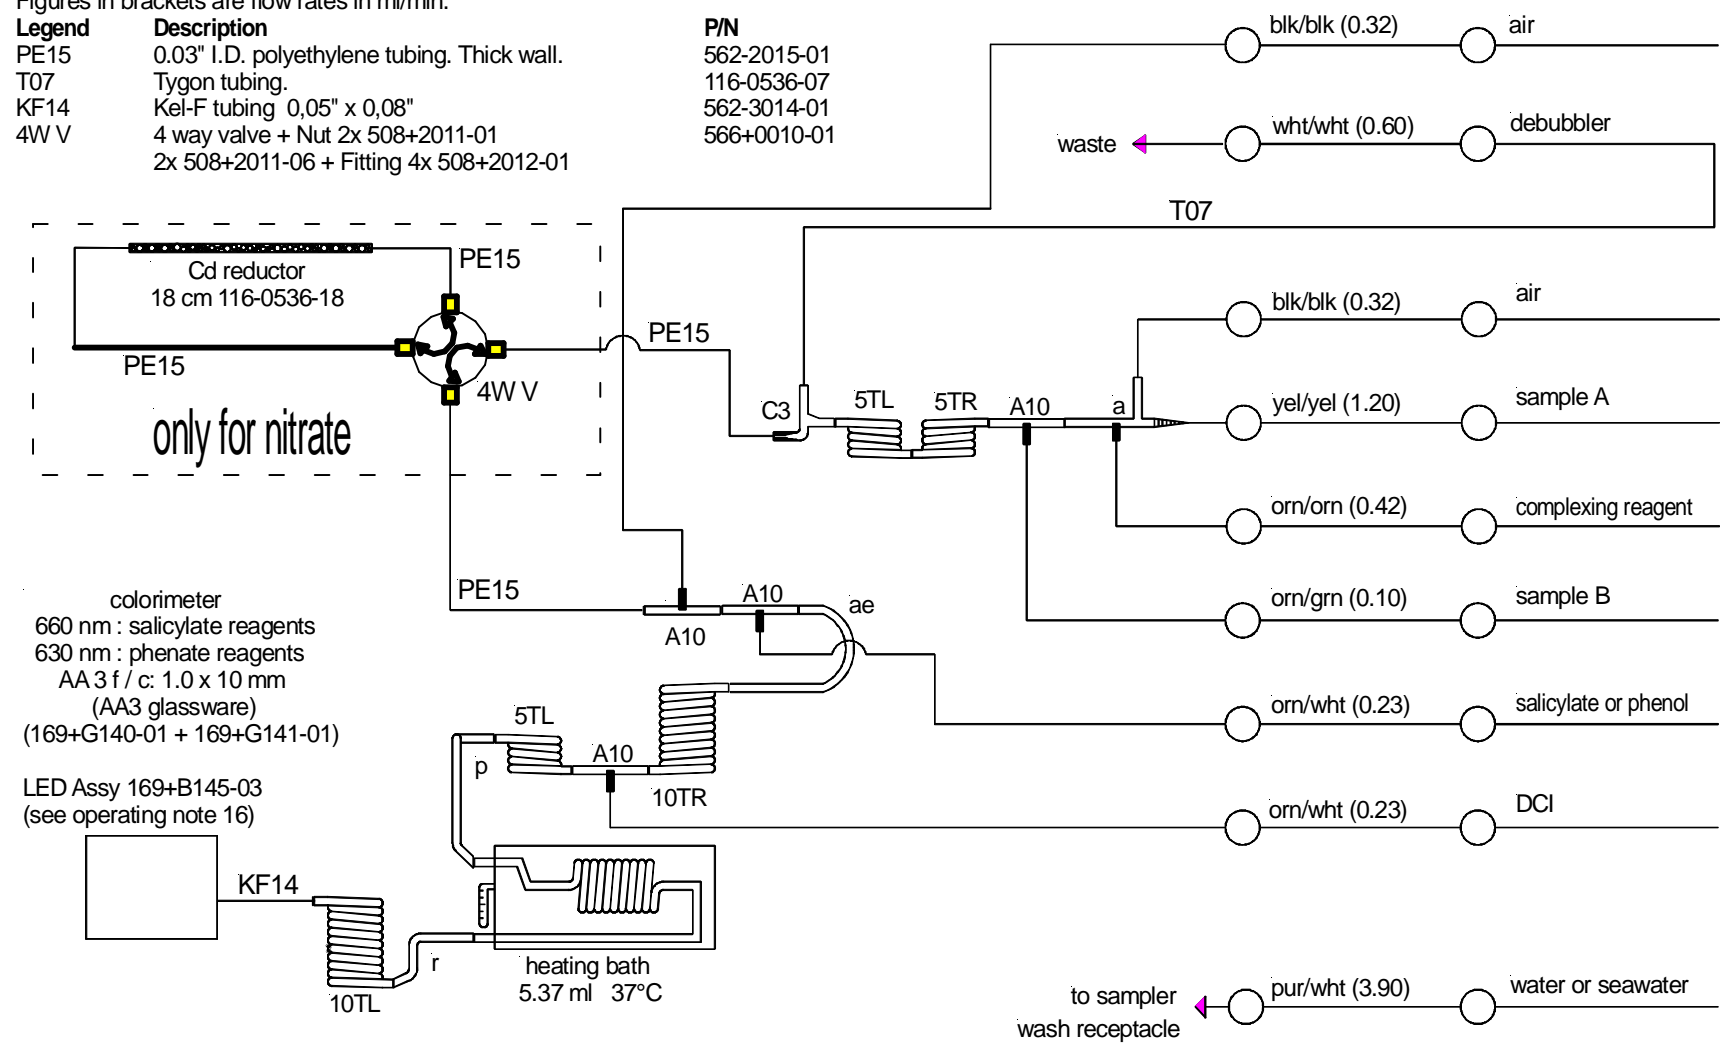 Figures in brackets are flow rates in ml/min.
Legend Description P/N
PE15 0.03" I.D. polyethylene tubing. Thick wall. 562-2015-01
T07 Tygon tubing. 116-0536-07
KF14 Kel-F tubing 0,05" x 0,08" 562-3014-01
4W V 4 way valve + Nut 2x 508+2011-01 566+0010-01
2x 508+2011-06 + Fitting 4x 508+2012-01
blk/blk (0.32) air
waste wht/wht (0.60) debubbler
T07
Cd reductor
18 cm 116-0536-18
PE15
PE15
4W V
only for nitrate
PE15
blk/blk (0.32) air
C3 5TL 5TR A10 a
yel/yel (1.20) sample A
orn/orn (0.42) complexing reagent
orn/grn (0.10) sample B
PE15
A10
A10
ae
orn/wht (0.23) salicylate or phenol
5TL
A10
p
10TR
orn/wht (0.23) DCI
colorimeter
660 nm : salicylate reagents
630 nm : phenate reagents
AA 3 f / c: 1.0 x 10 mm
(AA3 glassware)
(169+G140-01 + 169+G141-01)
LED Assy 169+B145-03
(see operating note 16)
KF14
10TL
r
heating bath
5.37 ml 37°C
to sampler
wash receptacle
pur/wht (3.90) water or seawater